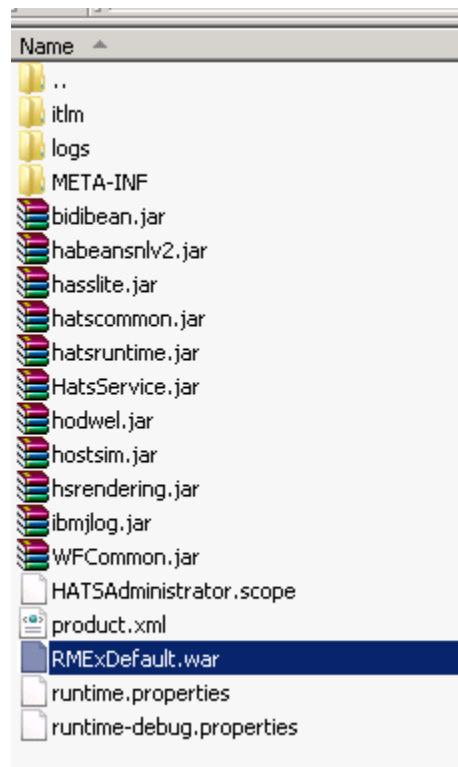 Name
..
itlm
logs
META-INF
bidibean.jar
habeansnlv2.jar
hasslite.jar
hatscommon.jar
hatsruntime.jar
HatsService.jar
hodwel.jar
hostsim.jar
hsrendering.jar
ibmjlog.jar
WFCommon.jar
HATSAdministrator.scope
product.xml
RMExDefault.war
runtime.properties
runtime-debug.properties